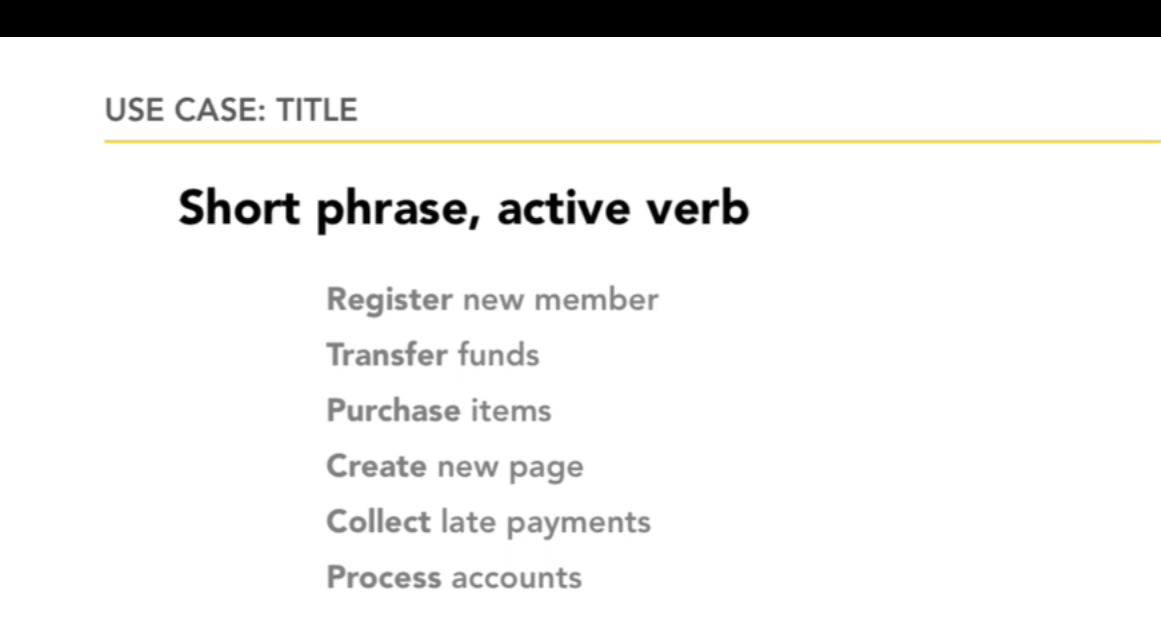 USE CASE: TITLE
Short phrase, active verb
Register new member
Transfer funds
Purchase items
Create new page
Collect late payments
Process accounts